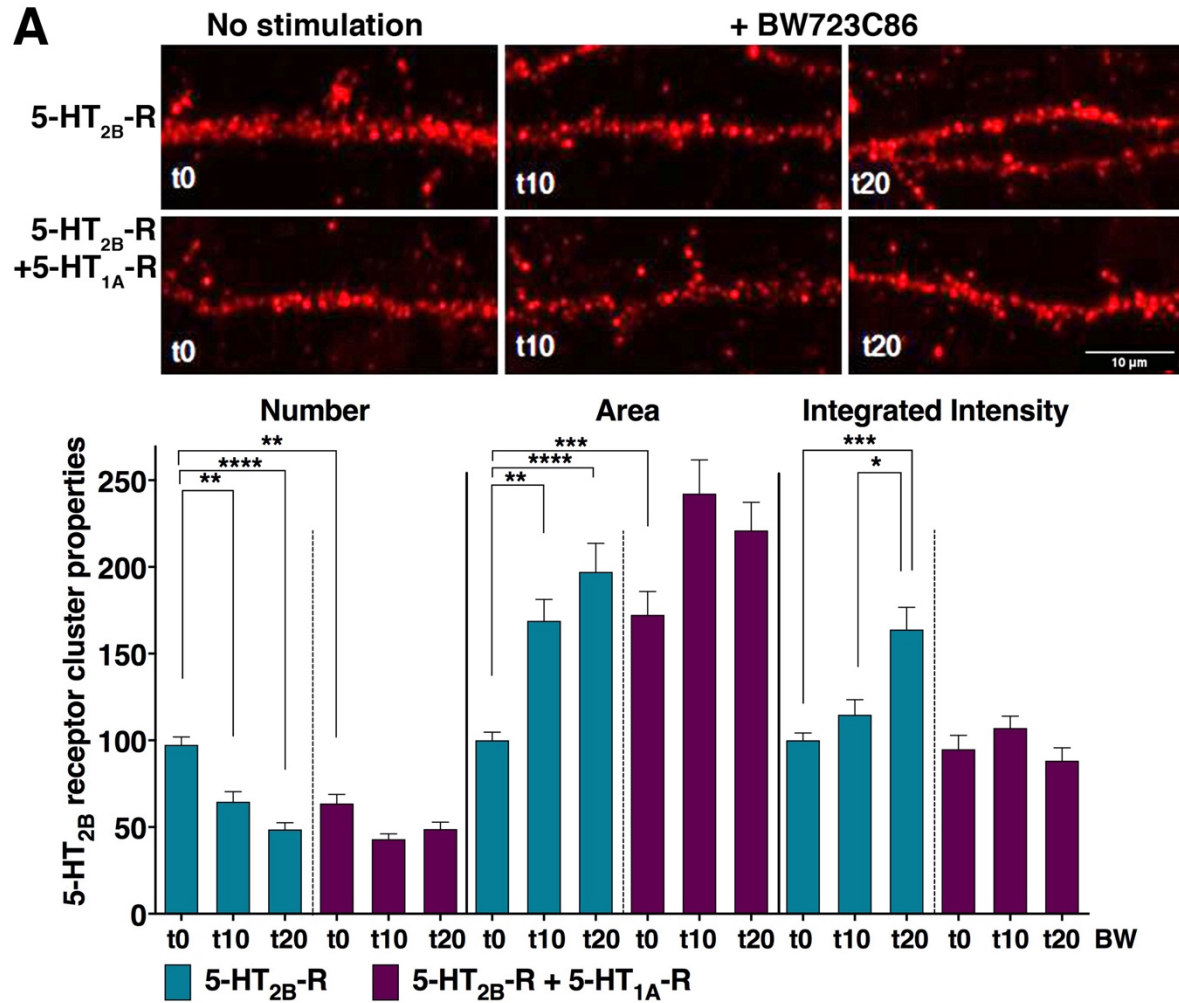 A
No stimulation
+ BW723C86
5-HT2B-R
t0
t10
t20
5-HT2B-R
+5-HT1A-R
t0
t10
t20
10 µm
Number
Area
Integrated Intensity
5-HT2B receptor cluster properties
250
200
150
100
50
0
**
****
**
***
****
**
***
*
t0 t10 t20 t0 t10 t20 t0 t10 t20 t0 t10 t20 t0 t10 t20 t0 t10 t20 BW
5-HT2B-R
5-HT2B-R + 5-HT1A-R